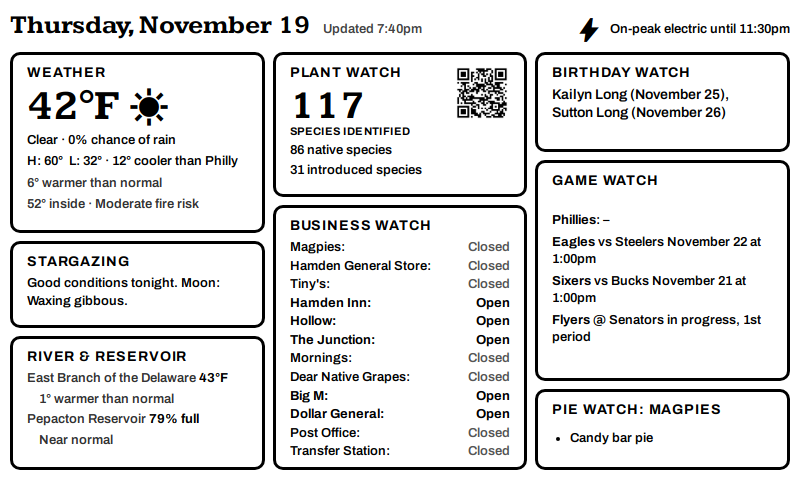 Thursday, November 19 Updated 7:40pm
On-peak electric until 11:30pm
WEATHER
42°F
Clear · 0% chance of rain
H: 60° L: 32° · 12° cooler than Philly
6° warmer than normal
52° inside · Moderate fire risk
STARGAZING
Good conditions tonight. Moon:
Waxing gibbous.
RIVER & RESERVOIR
East Branch of the Delaware 43°F
1° warmer than normal
Pepacton Reservoir 79% full
Near normal
PLANT WATCH
117
SPECIES IDENTIFIED
86 native species
31 introduced species
BUSINESS WATCH
Magpies: Closed
Hamden General Store: Closed
Tiny's: Closed
Hamden Inn: Open
Hollow: Open
The Junction: Open
Mornings: Closed
Dear Native Grapes: Closed
Big M: Open
Dollar General: Open
Post Office: Closed
Transfer Station: Closed
BIRTHDAY WATCH
Kailyn Long (November 25),
Sutton Long (November 26)
GAME WATCH
Phillies: –
Eagles vs Steelers November 22 at
1:00pm
Sixers vs Bucks November 21 at
1:00pm
Flyers @ Senators in progress, 1st
period
PIE WATCH: MAGPIES
• Candy bar pie